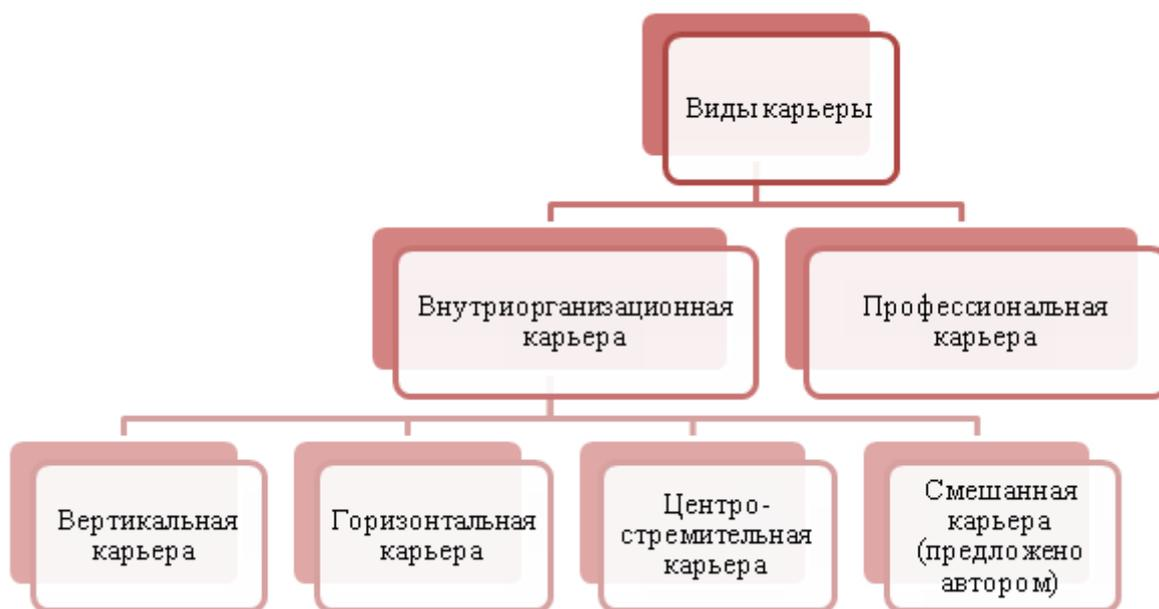 Виды карьеры
Внутриорганизационная
карьера
Профессиональная
карьера
Вертикальная
карьера
Горизонтальная
карьера
Центро-
стремительная
карьера
Смешанная
карьера
(предложено
автором)